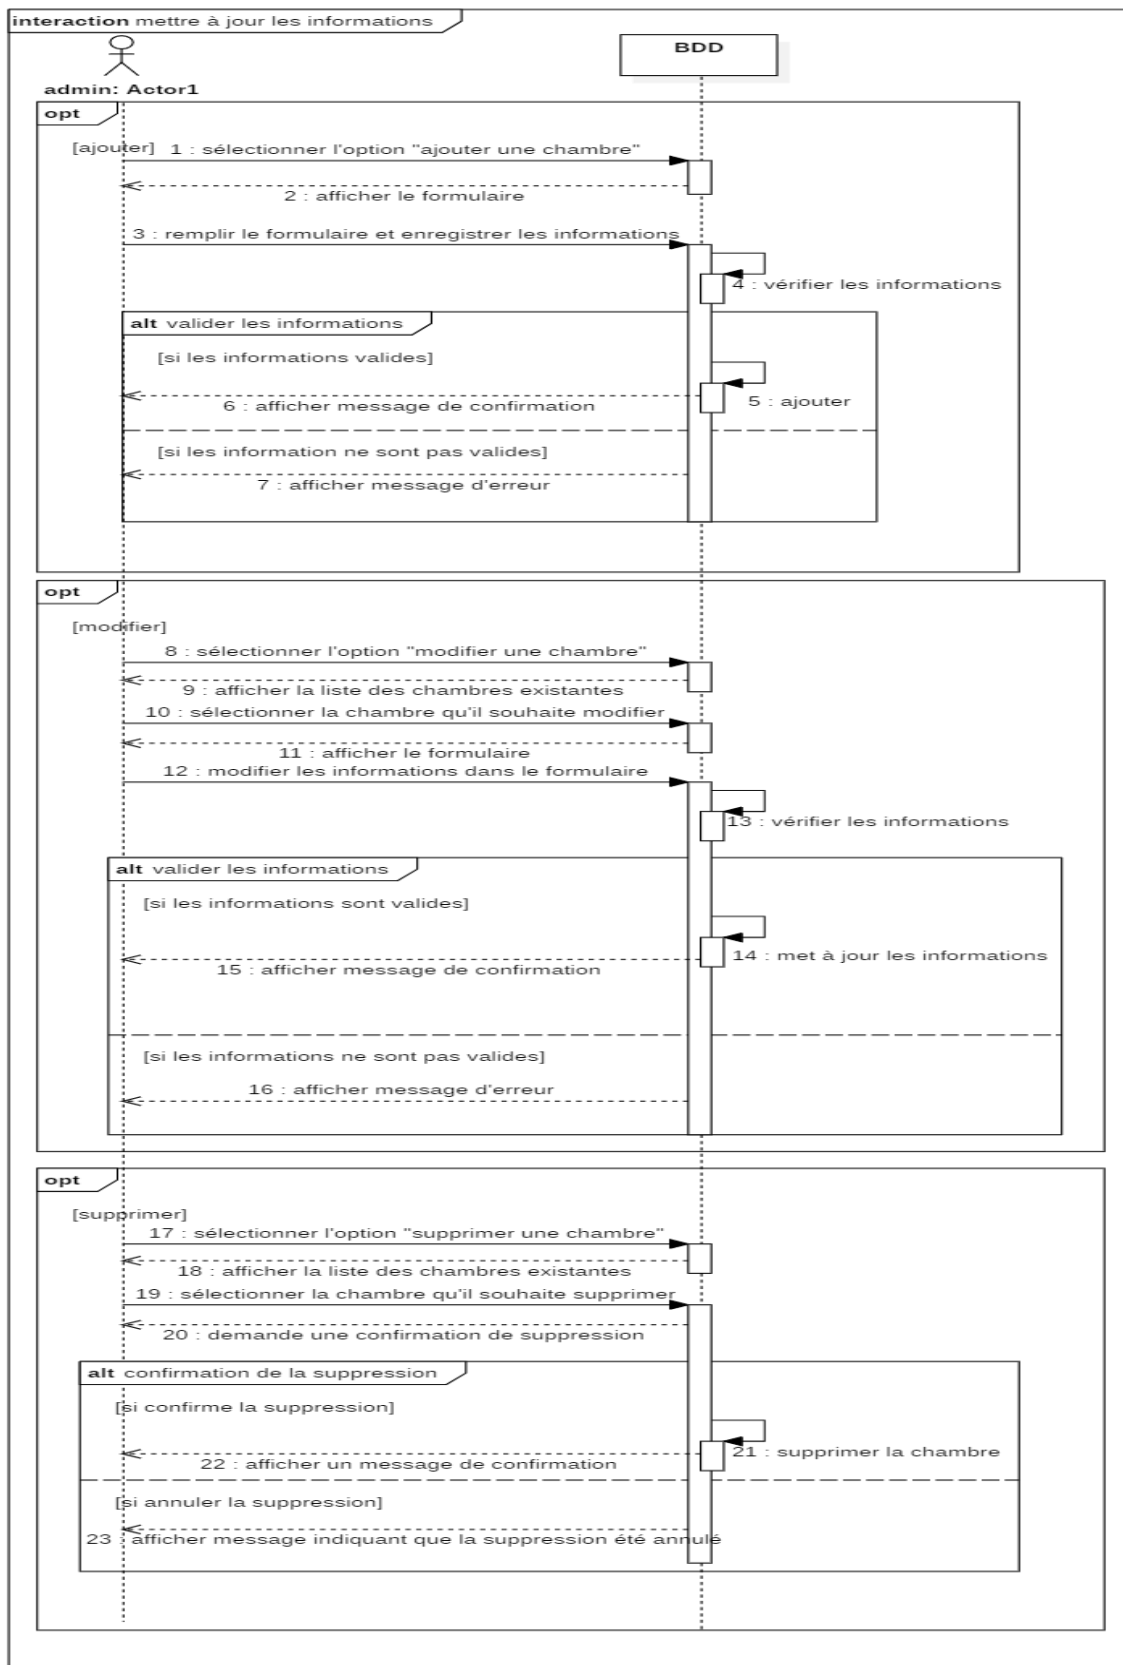 interaction mettre à jour les informations
BDD
admin: Actor1
opt
[ajouter]
1 : sélectionner l'option "ajouter une chambre"
2 : afficher le formulaire
3 : remplir le formulaire et enregistrer les informations
4 : vérifier les informations
alt valider les informations
[si les informations valides]
5 : ajouter
6 : afficher message de confirmation
[si les information ne sont pas valides]
7 : afficher message d'erreur
opt
[modifier]
8 : sélectionner l'option "modifier une chambre"
9 : afficher la liste des chambres existantes
10 : sélectionner la chambre qu'il souhaite modifier
11 : afficher le formulaire
12 : modifier les informations dans le formulaire
13 : vérifier les informations
alt valider les informations
[si les informations sont valides]
14 : met à jour les informations
15 : afficher message de confirmation
[si les informations ne sont pas valides]
16 : afficher message d'erreur
opt
[supprimer]
17 : sélectionner l'option "supprimer une chambre"
18 : afficher la liste des chambres existantes
19 : sélectionner la chambre qu'il souhaite supprimer
20 : demande une confirmation de suppression
alt confirmation de la suppression
[si confirme la suppression]
21 : supprimer la chambre
22 : afficher un message de confirmation
[si annuler la suppression]
23 : afficher message indiquant que la suppression été annulé